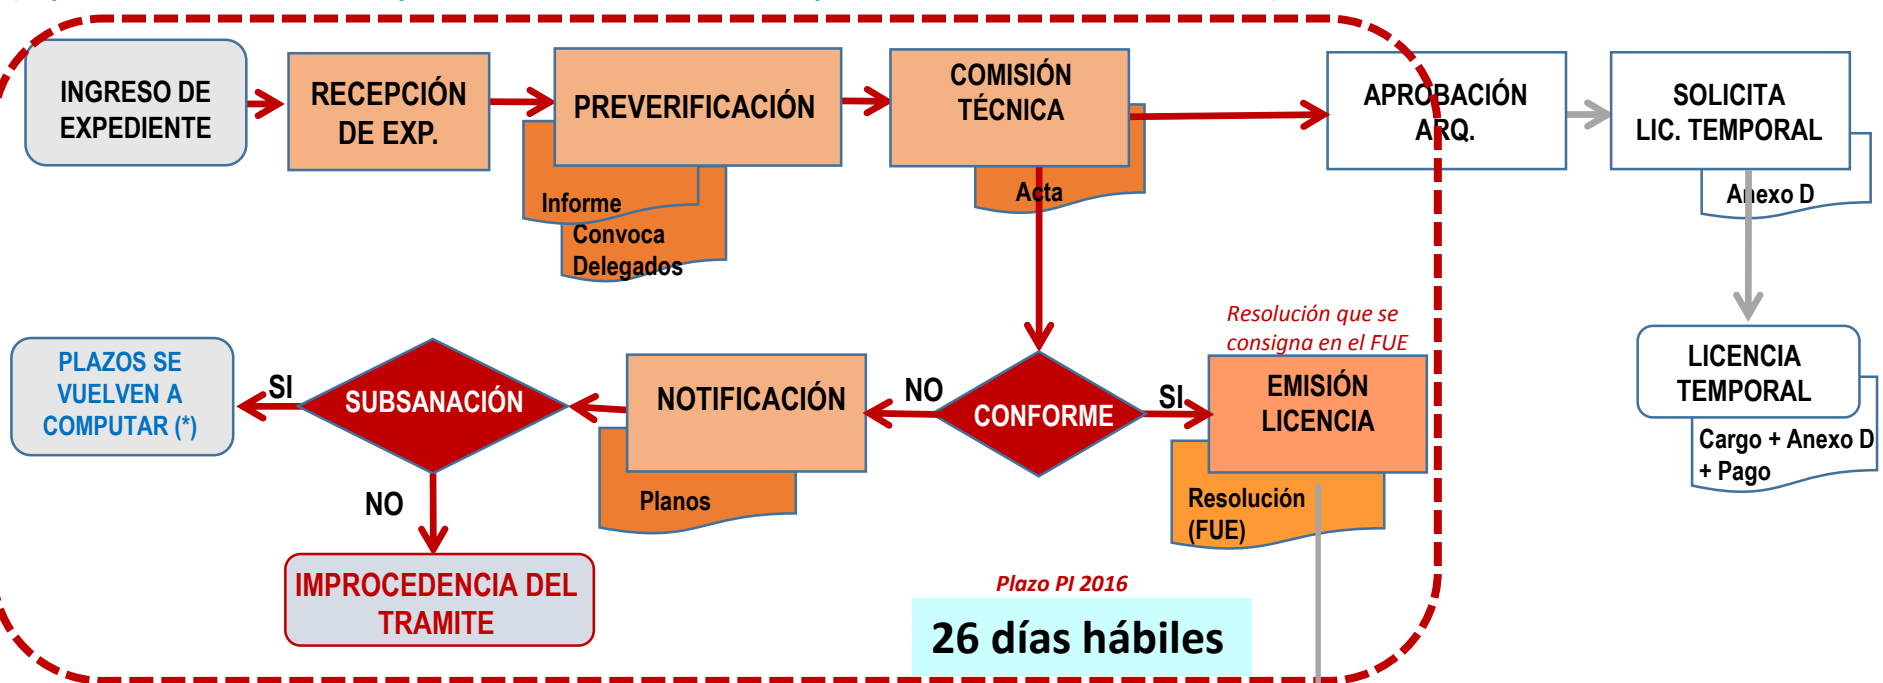 INGRESO DE
EXPEDIENTE
RECEPCIÓN
DE EXP.
PREVERIFICACIÓN
Informe
Convoca
Delegados
COMISIÓN
TÉCNICA
Acta
APROBACIÓN
ARQ.
SOLICITA
LIC. TEMPORAL
Anexo D
PLAZOS SE
VUELVEN A
COMPUTAR (*)
SI
SUBSANACIÓN
NO
IMPROCEDENCIA DEL
TRAMITE
NOTIFICACIÓN
Planos
NO
CONFORME
SI
Resolución que se
consigna en el FUE
EMISIÓN
LICENCIA
Resolución
(FUE)
LICENCIA
TEMPORAL
Cargo + Anexo D
+ Pago
Plazo PI 2016
26 días hábiles